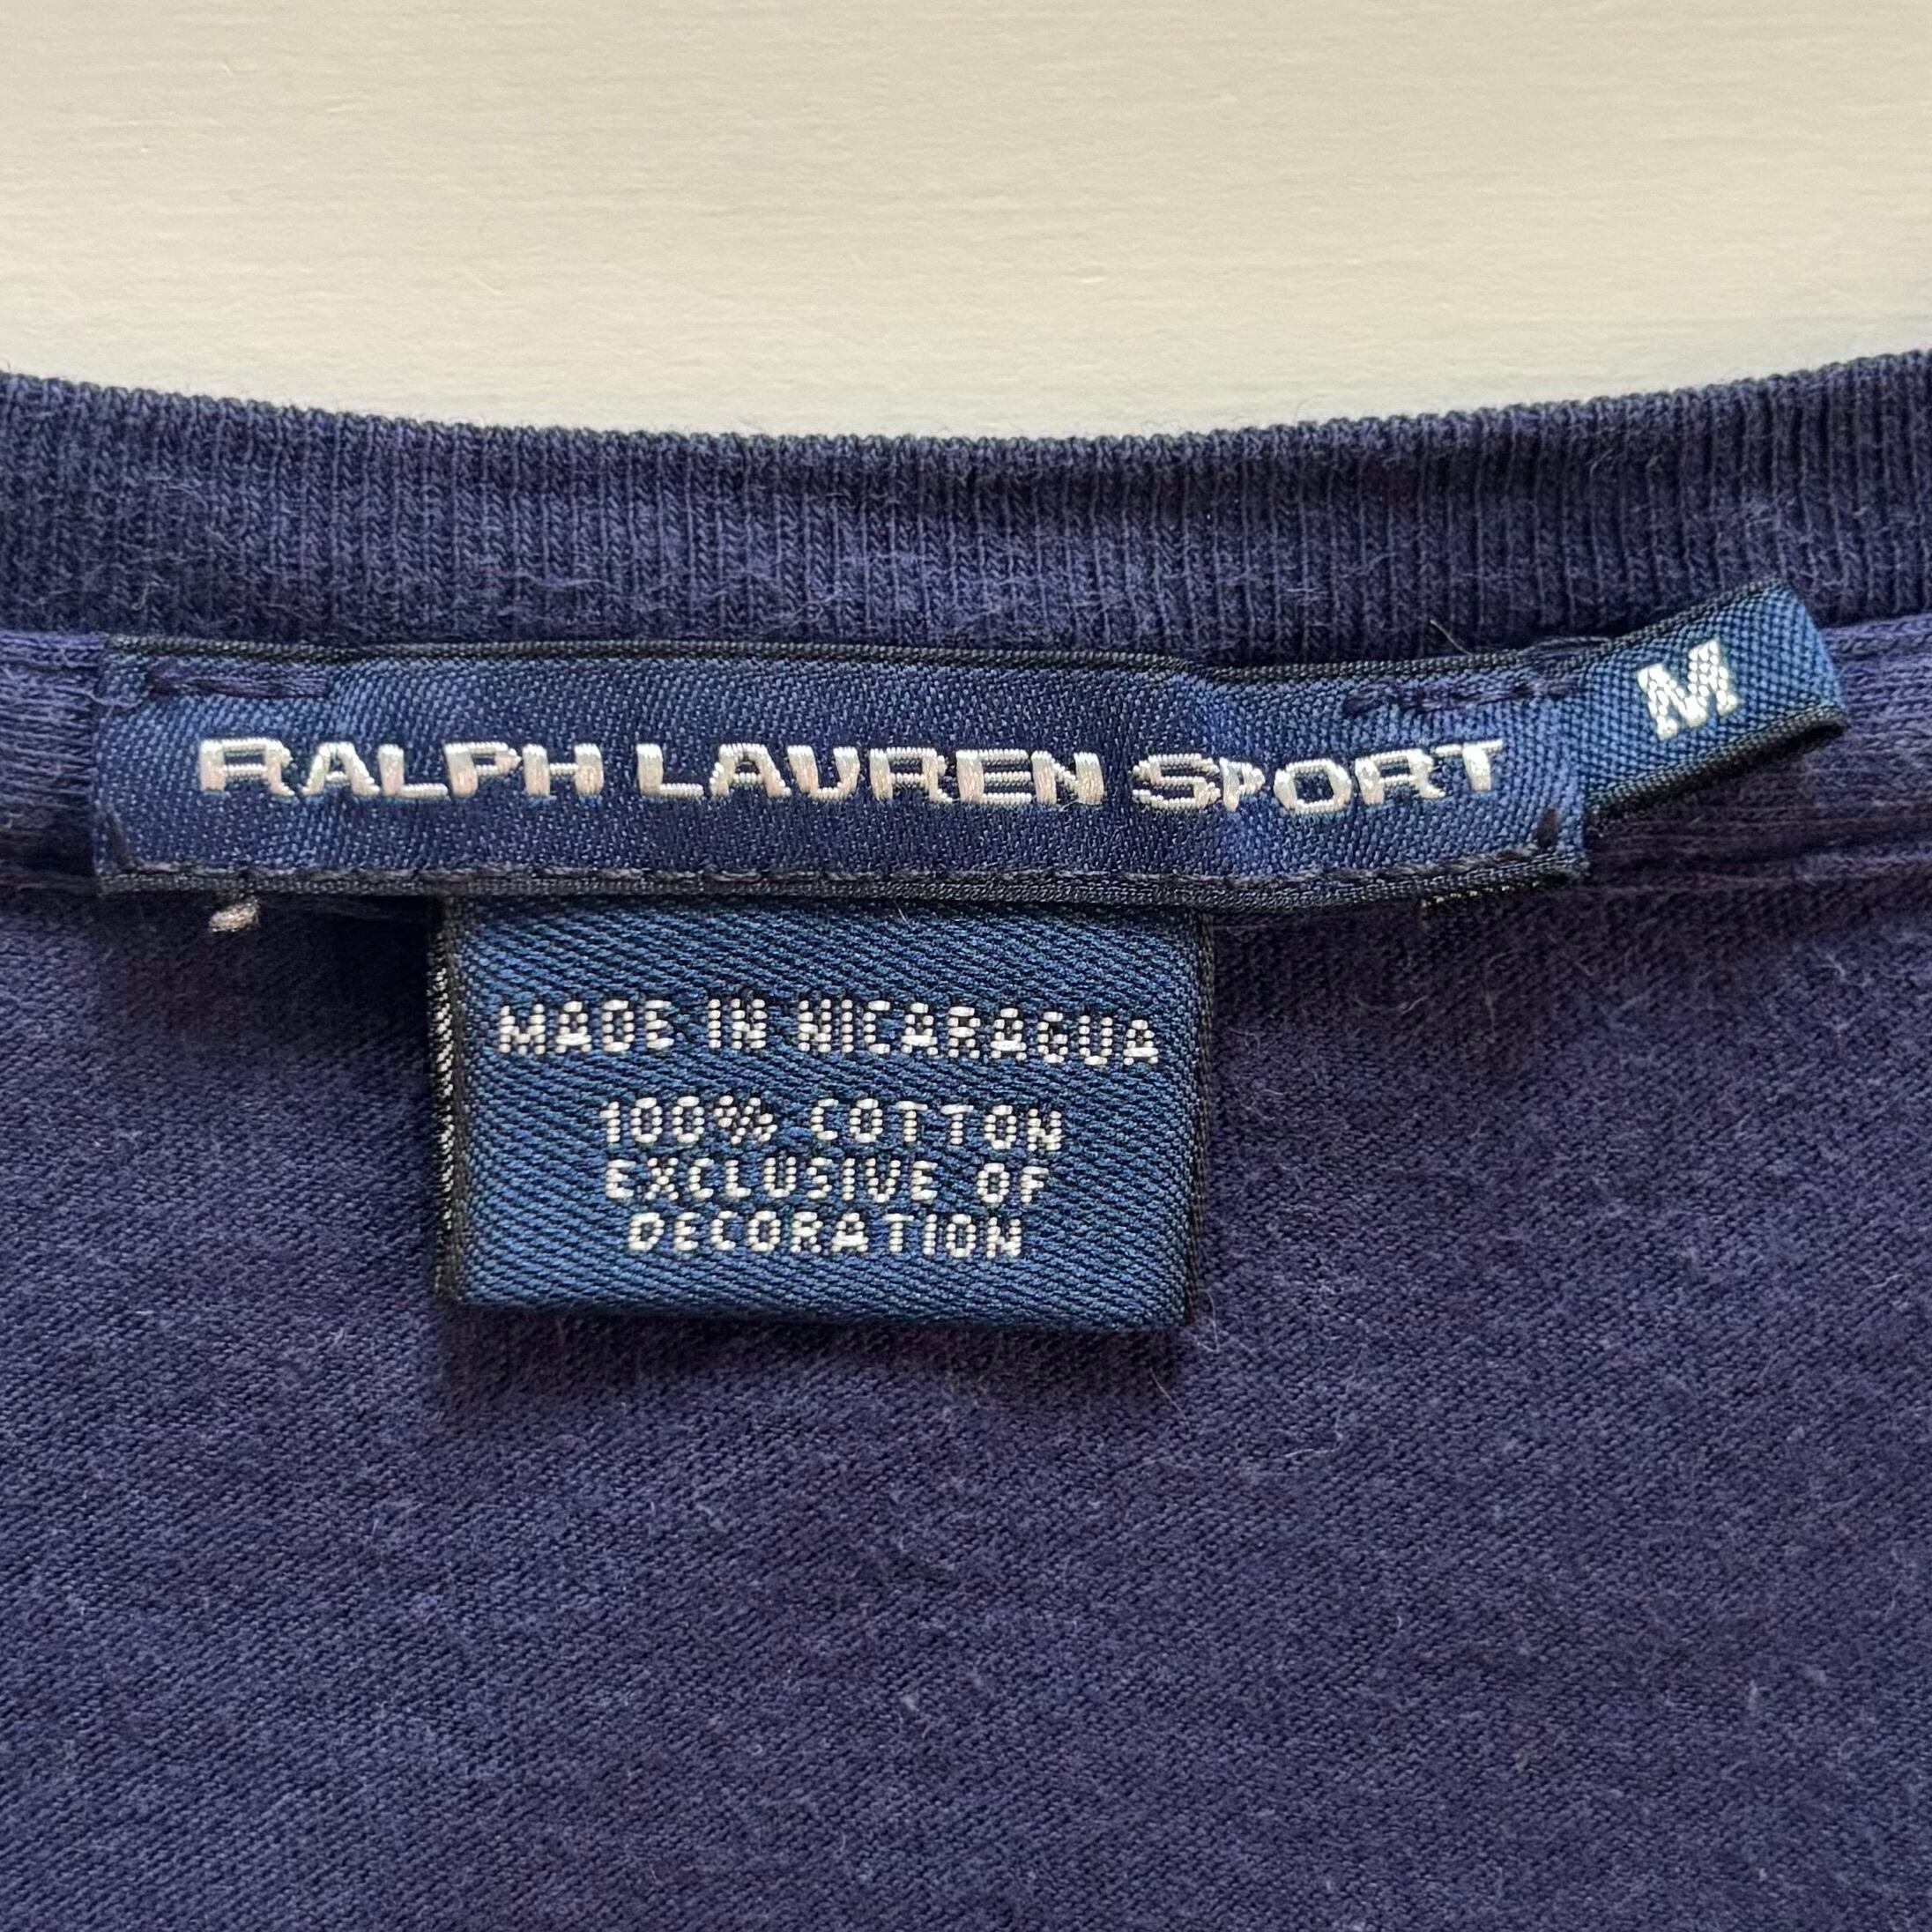 RALPH LAUREN SPORT
M
MADE IN NICARAGUA
100% COTTON
EXCLUSIVE OF
DECORATION